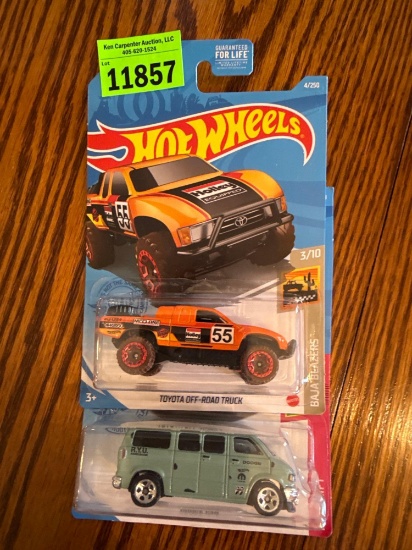 Ken Carpenter Auction, LLC
405-620-1524
Lot
11857
GUARANTEED
FOR LIFE
4/250
HOT WHEELS
Holley
EQUIPPED
55
3/10
BAJA BLAZERS
55
TOYOTA OFF-ROAD TRUCK
3+
R.Y.U.